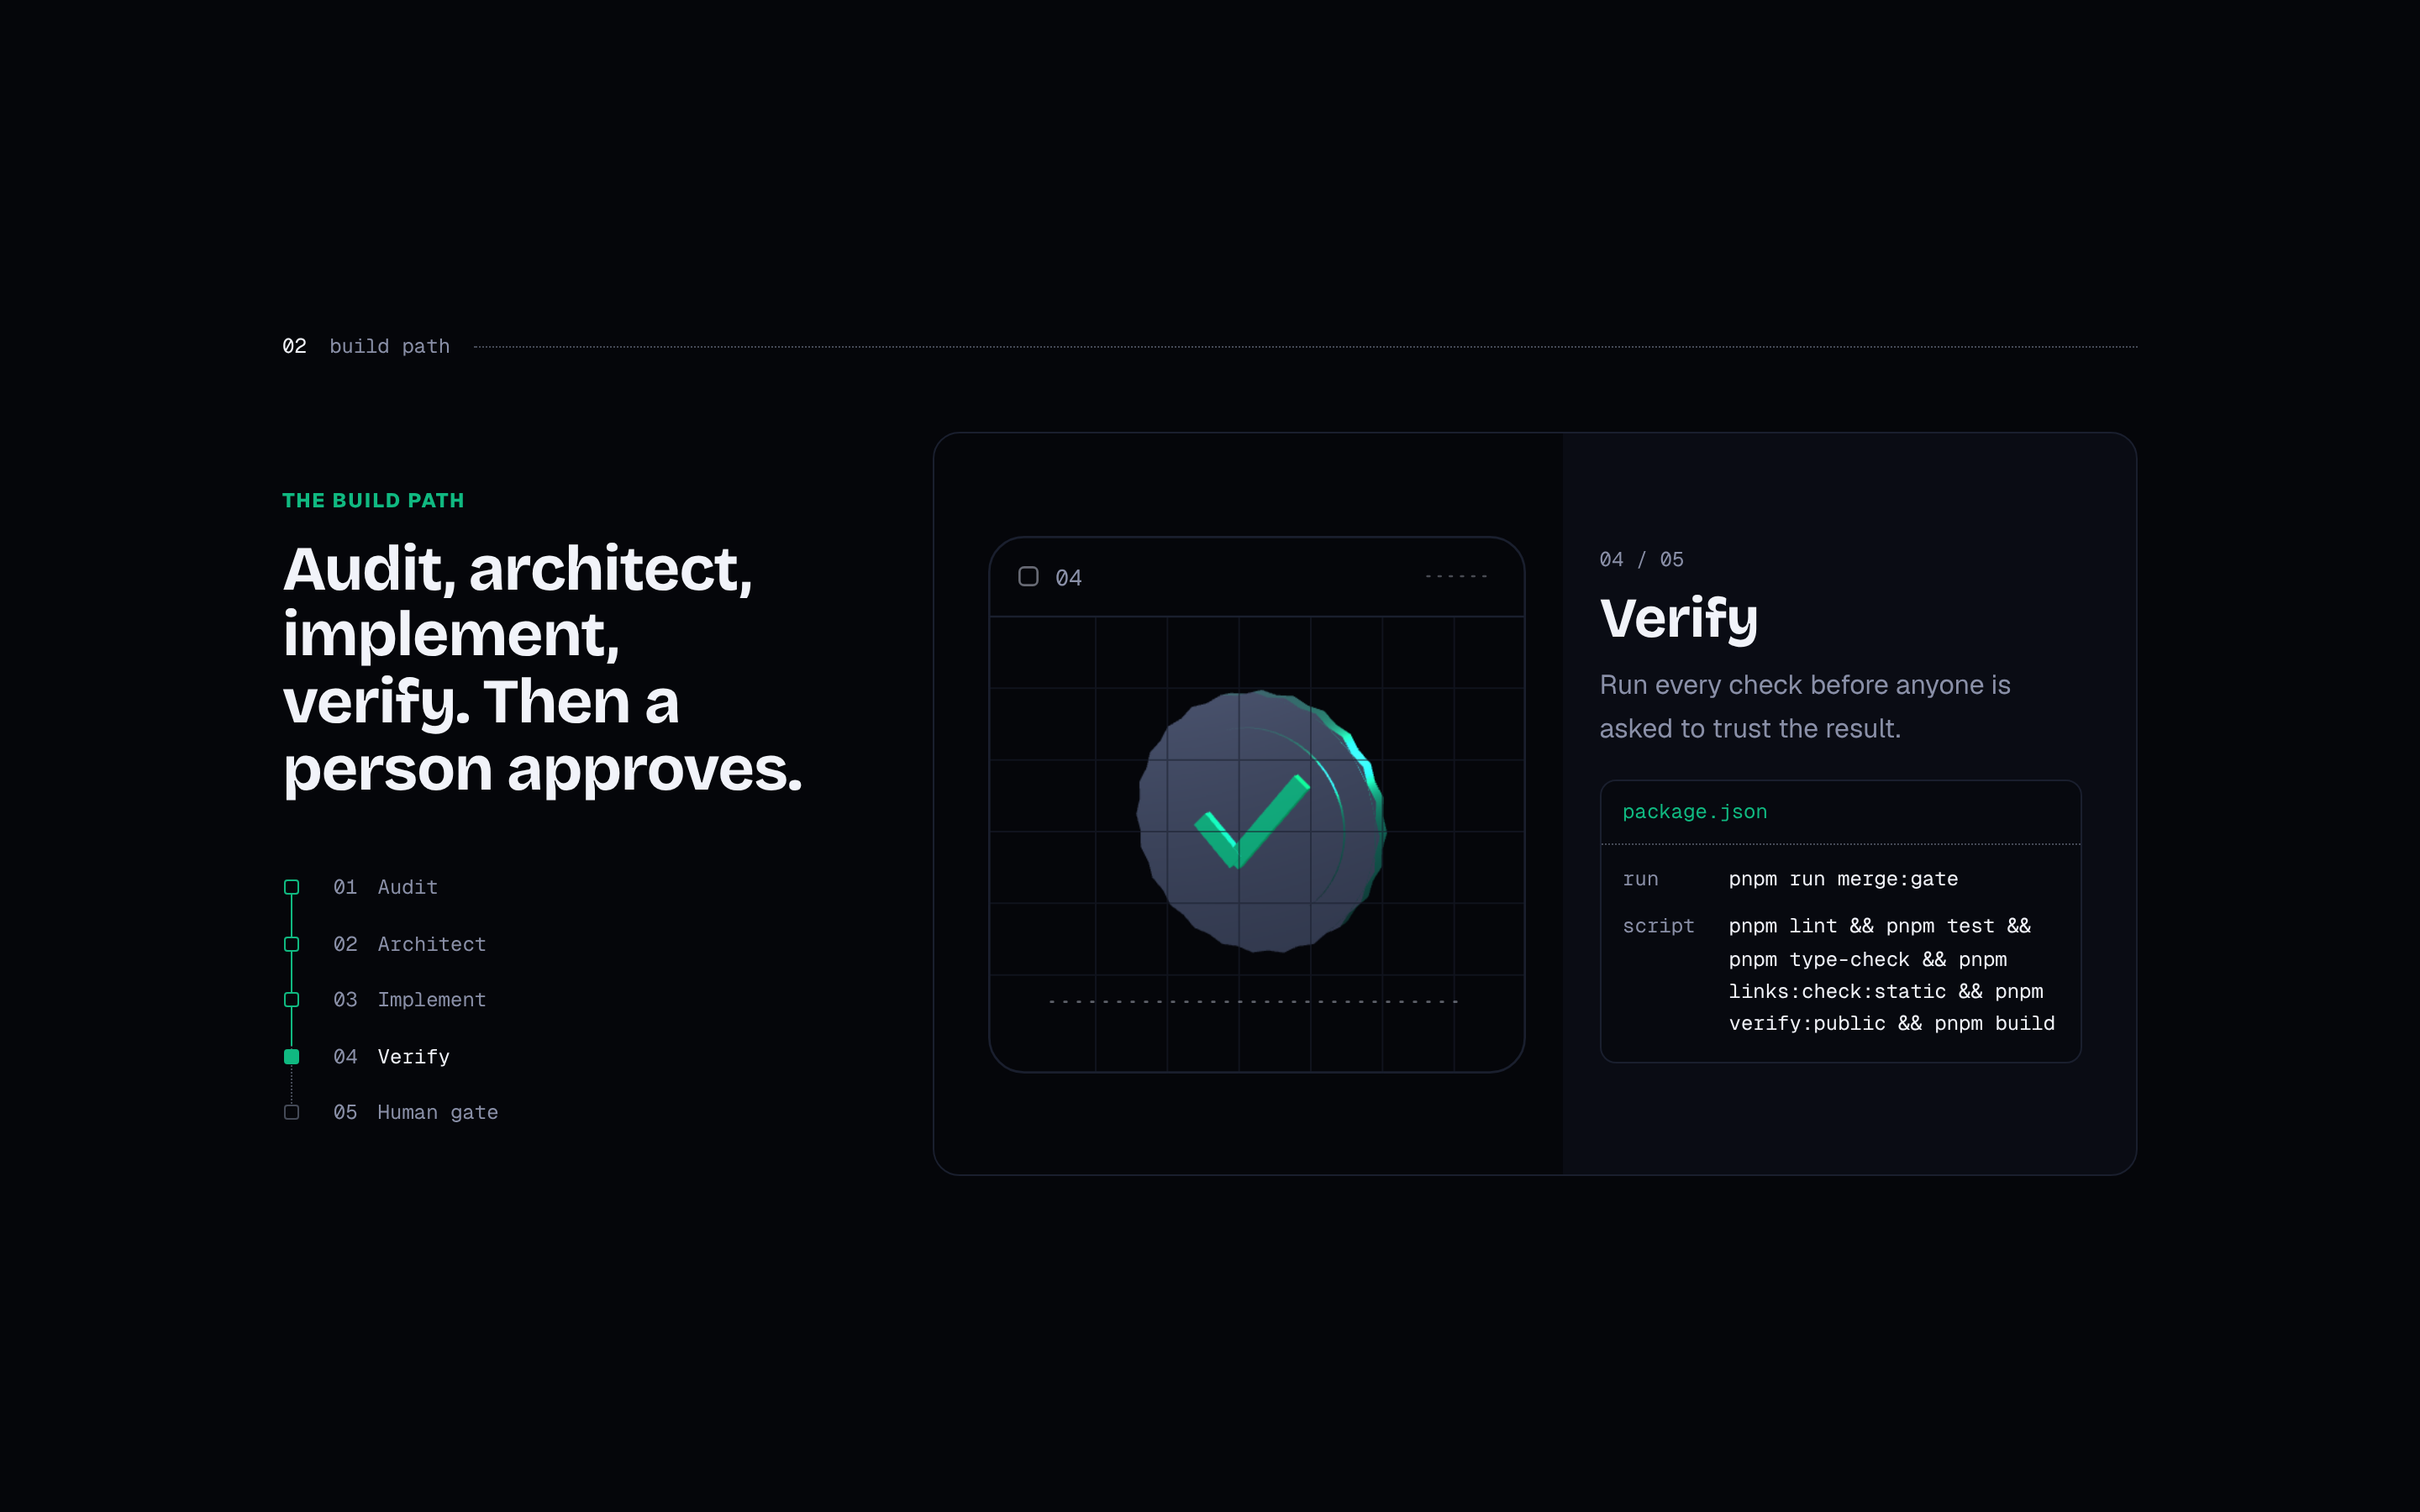 02 build path
THE BUILD PATH
Audit, architect,
implement,
verify. Then a
person approves.
01 Audit
02 Architect
03 Implement
04 Verify
05 Human gate
04
04 / 05
Verify
Run every check before anyone is
asked to trust the result.
package.json
run pnpm run merge:gate
script pnpm lint && pnpm test &&
pnpm type-check && pnpm
links:check:static && pnpm
verify:public && pnpm build